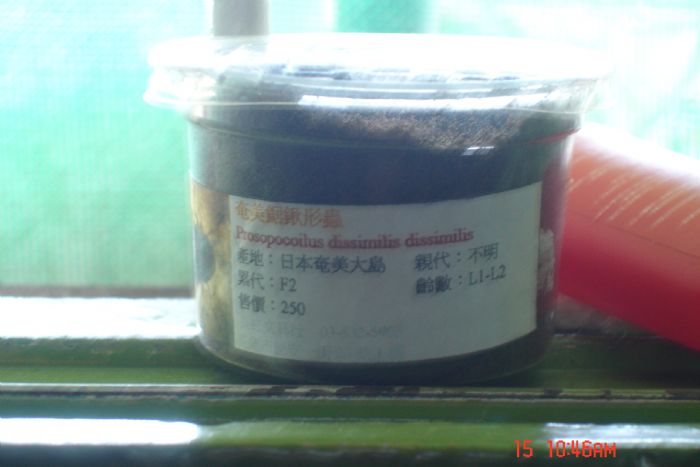 奄美鋸鍬形蟲
Prosopocoilus dissimilis dissimilis
產地：日本奄美大島 親代：不明
累代：F2 齡數：L1-L2
售價：250
15 10:46AM